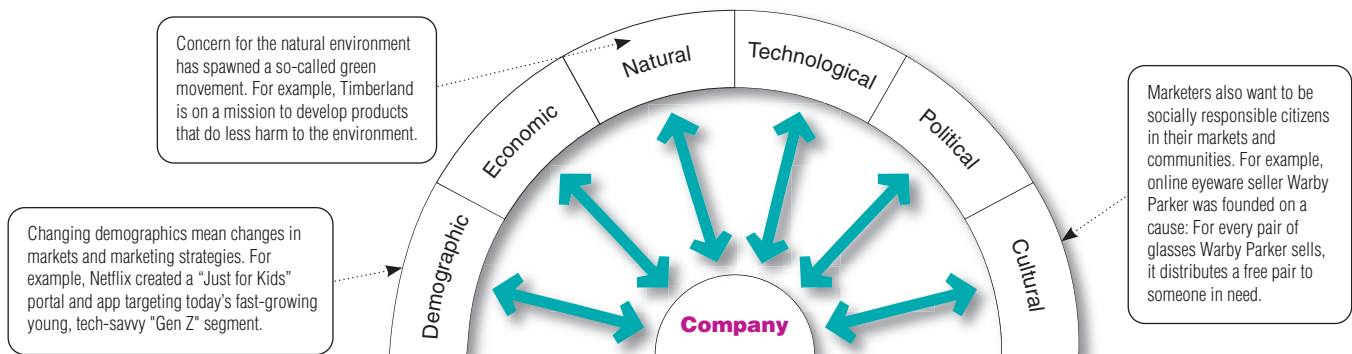 Concern for the natural environment
has spawned a so-called green
movement. For example, Timberland
is on a mission to develop products
that do less harm to the environment.
Changing demographics mean changes in
markets and marketing strategies. For
example, Netflix created a “Just for Kids”
portal and app targeting today’s fast-growing
young, tech-savvy "Gen Z" segment.
Demographic
Economic
Natural
Technological
Political
Cultural
Company
Marketers also want to be
socially responsible citizens
in their markets and
communities. For example,
online eyeware seller Warby
Parker was founded on a
cause: For every pair of
glasses Warby Parker sells,
it distributes a free pair to
someone in need.